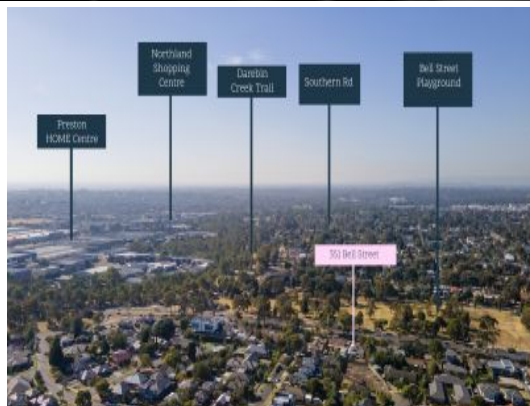 Northland
Shopping
Centre
Darebin
Creek Trail
Southern Rd
Bell Street
Playground
Preston
HOME Centre
351 Bell Street